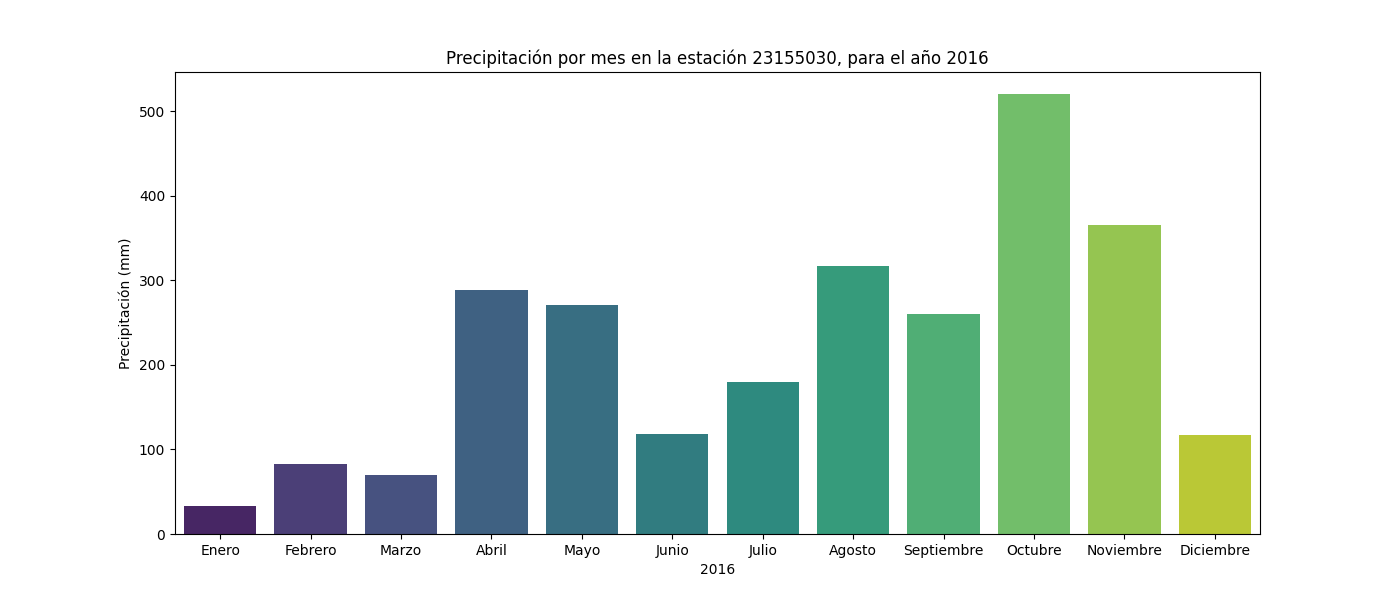 Precipitación por mes en la estación 23155030, para el año 2016
Precipitación (mm)
500
400
300
200
100
0
Enero Febrero Marzo Abril Mayo Junio Julio Agosto Septiembre Octubre Noviembre Diciembre
2016